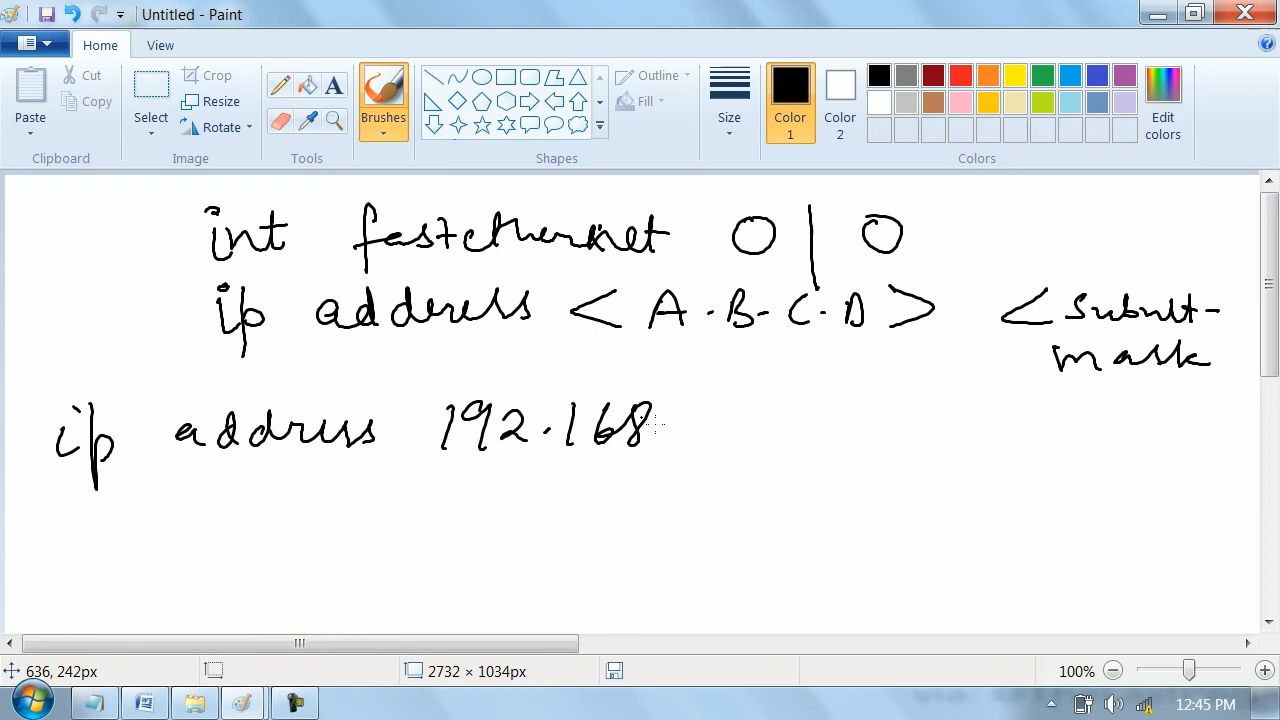 Untitled - Paint
Home View
Cut
Copy
Paste
Clipboard
Crop
Resize
Rotate
Select
Image
Tools
Brushes
Outline
Fill
Shapes
Size
Color 1
Color 2
Edit colors
Colors
int fastethernet 0 | 0
ip address < A.B.C.D > < Subnet-
mask
ip address 192.168
636, 242px
2732 × 1034px
100%
12:45 PM